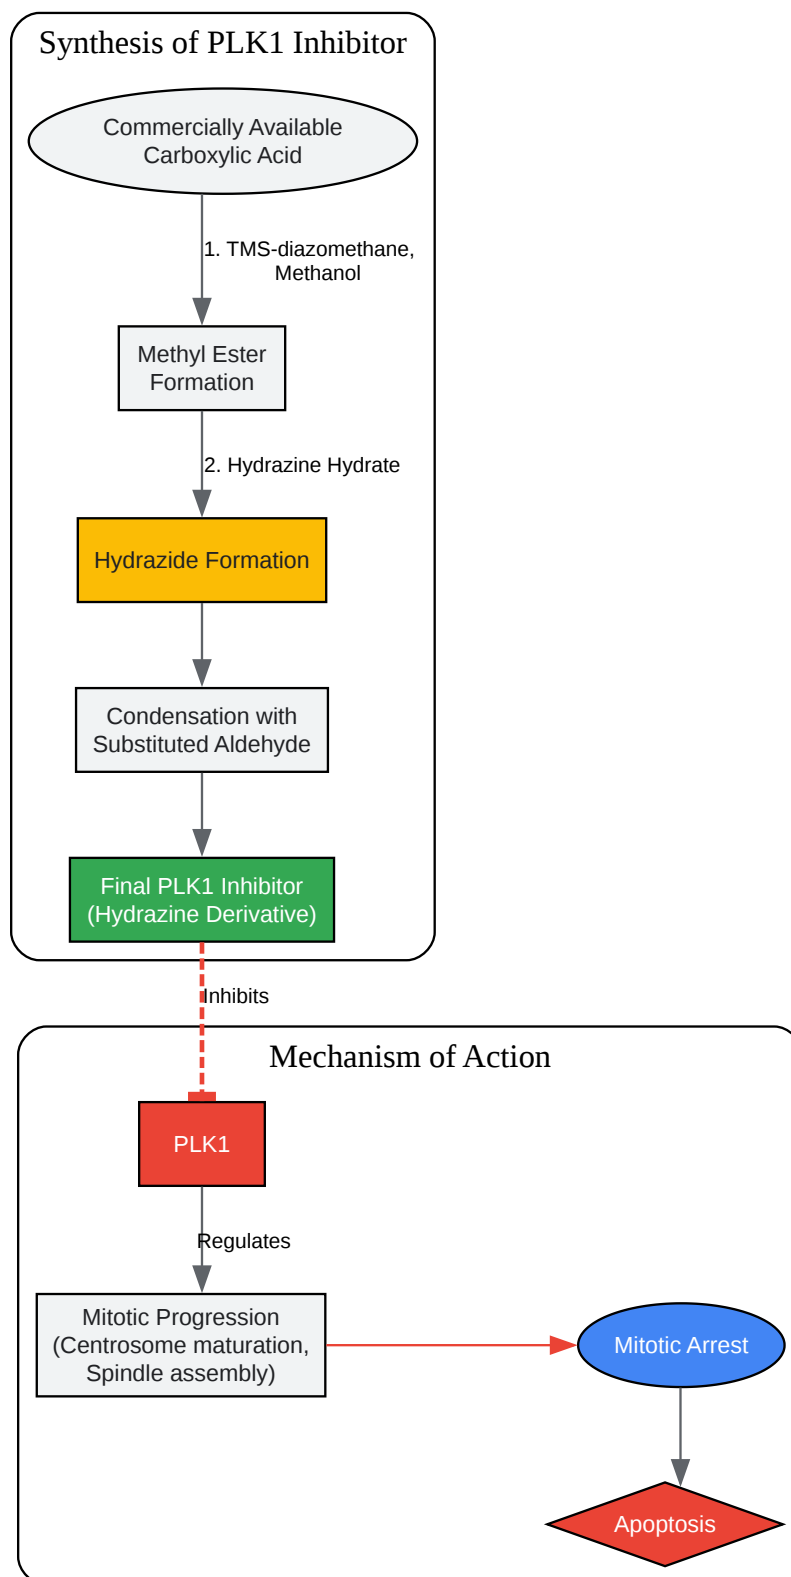 Synthesis of PLK1 Inhibitor
Commercially Available
Carboxylic Acid
1. TMS-diazomethane,
Methanol
Methyl Ester
Formation
2. Hydrazine Hydrate
Hydrazide Formation
Condensation with
Substituted Aldehyde
Final PLK1 Inhibitor
(Hydrazine Derivative)
Inhibits
Mechanism of Action
PLK1
Regulates
Mitotic Progression
(Centrosome maturation,
Spindle assembly)
Mitotic Arrest
Apoptosis